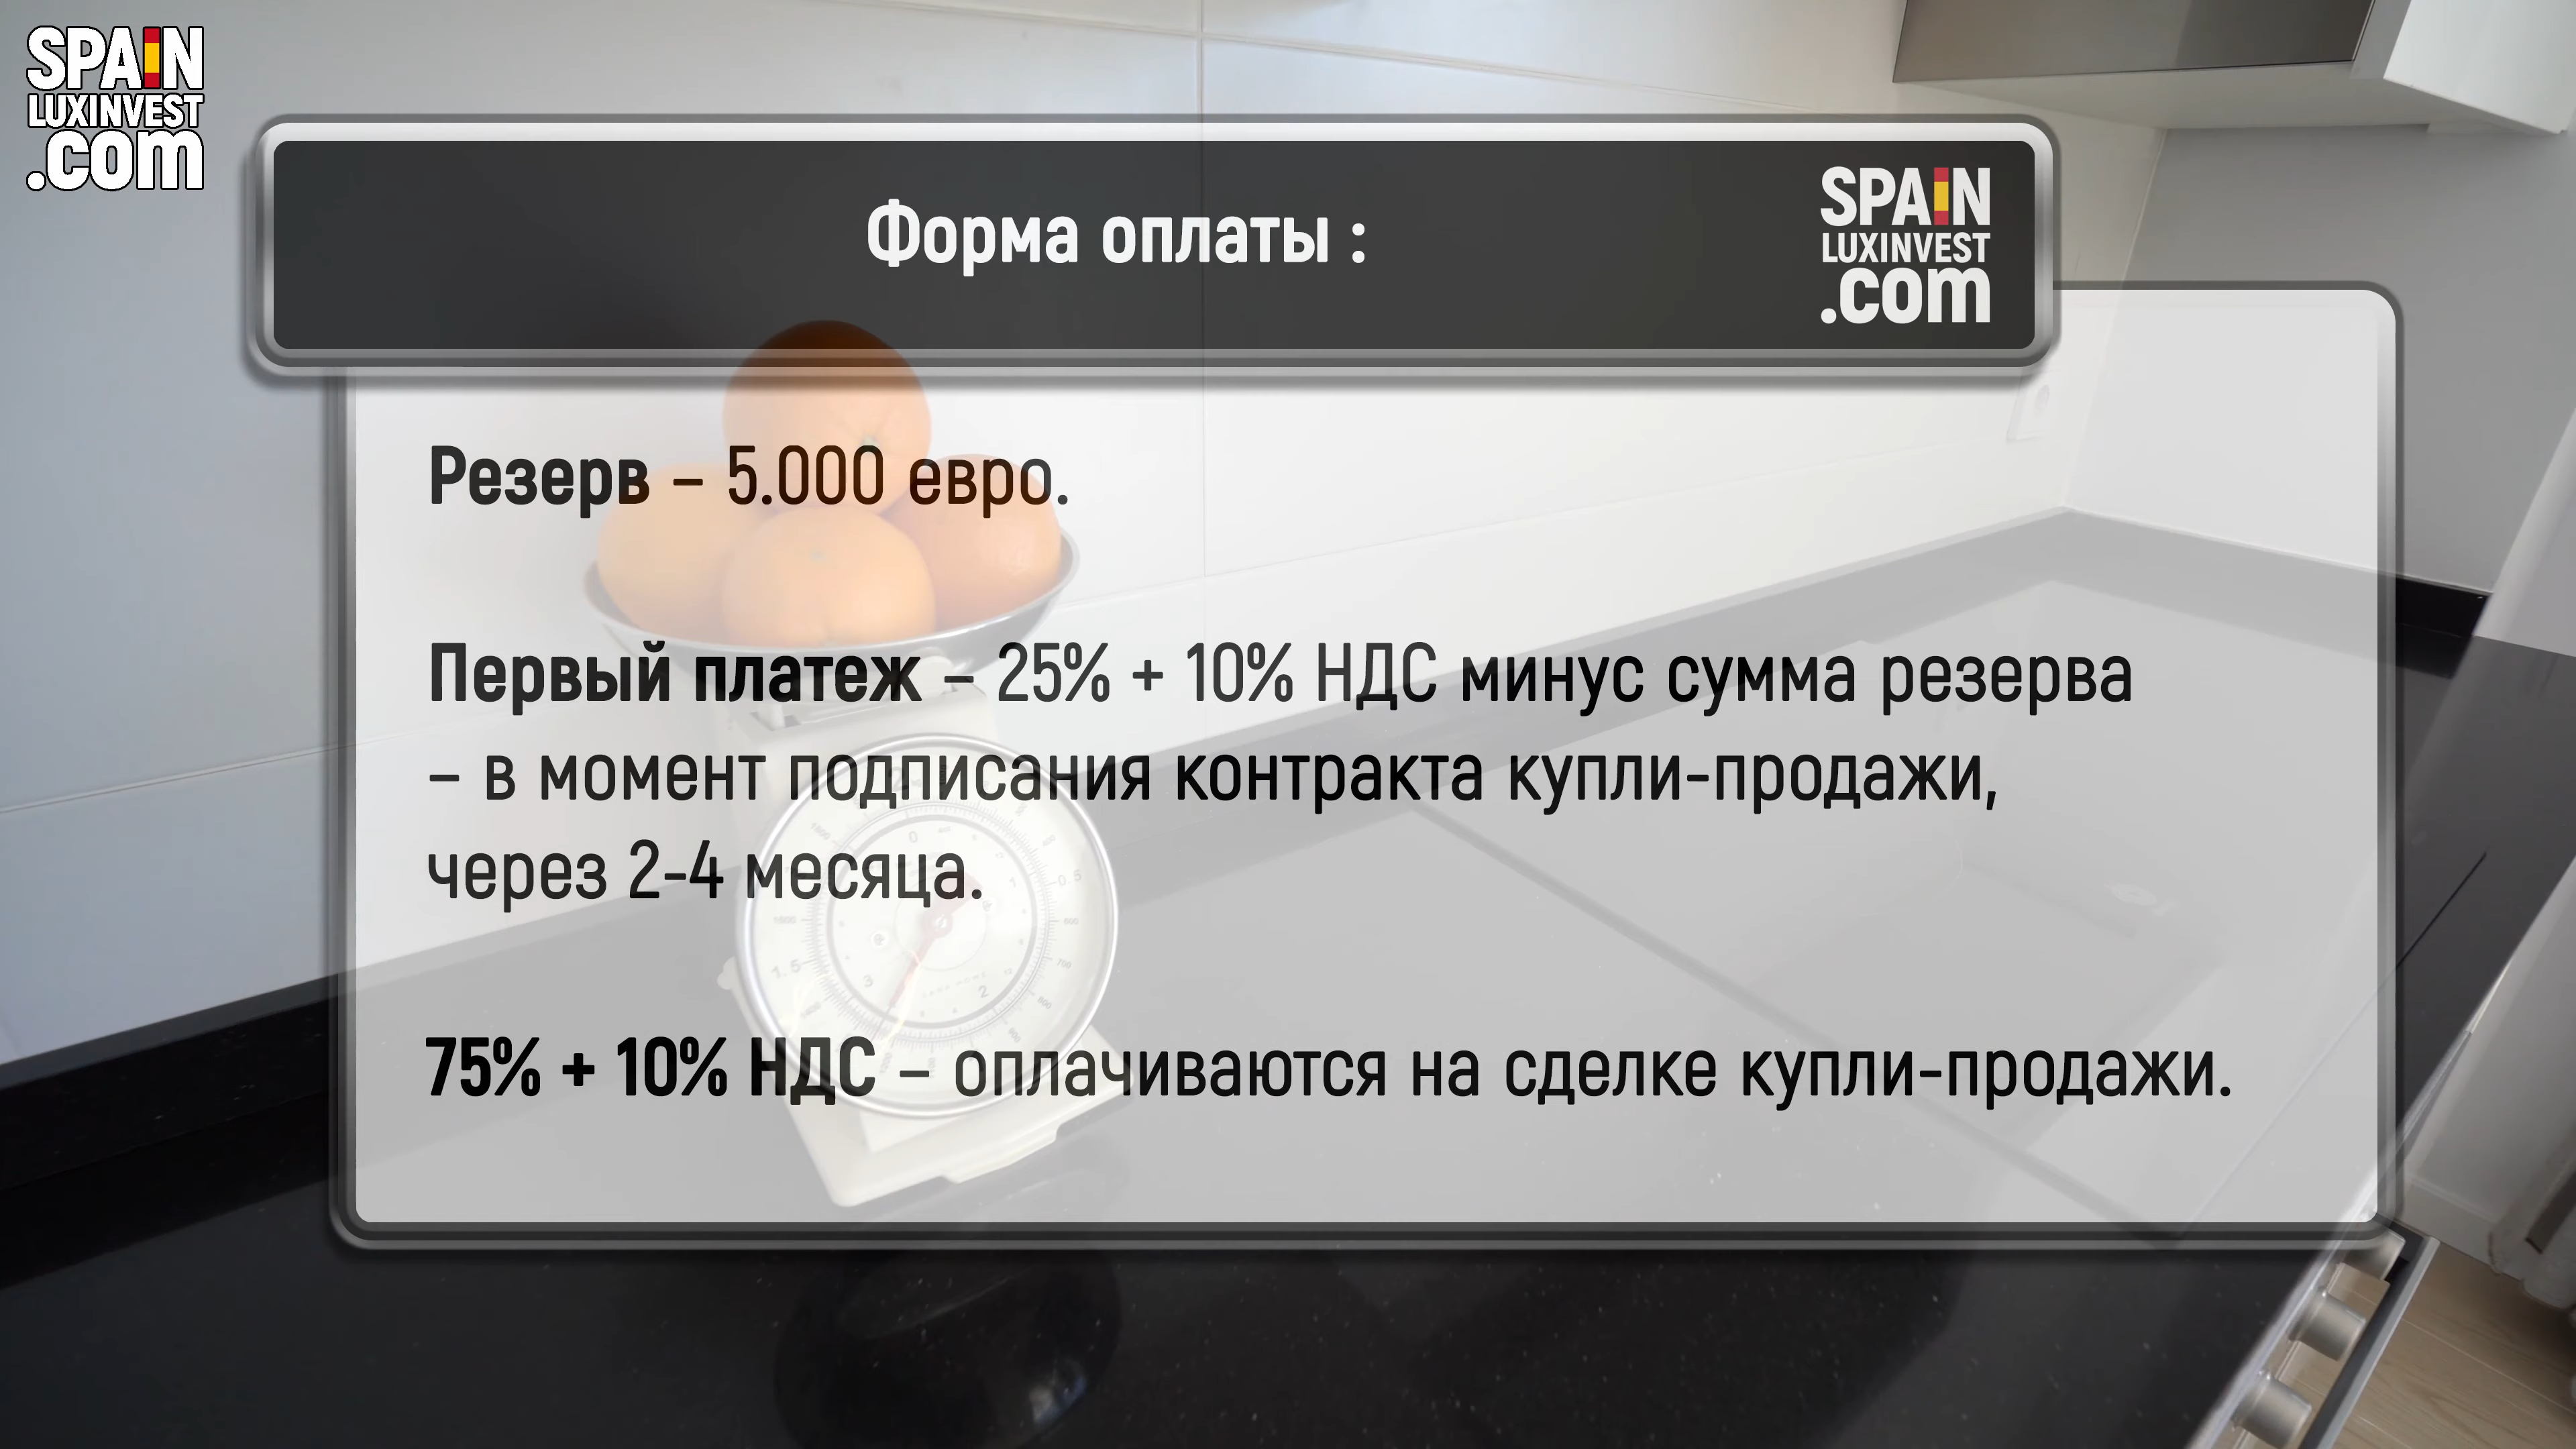 SPAIN
LUXINVEST
.com
Форма оплаты :
SPAIN
LUXINVEST
.com
Резерв – 5.000 евро.
Первый платеж – 25% + 10% НДС минус сумма резерва
– в момент подписания контракта купли-продажи,
через 2-4 месяца.
75% + 10% НДС – оплачиваются на сделке купли-продажи.